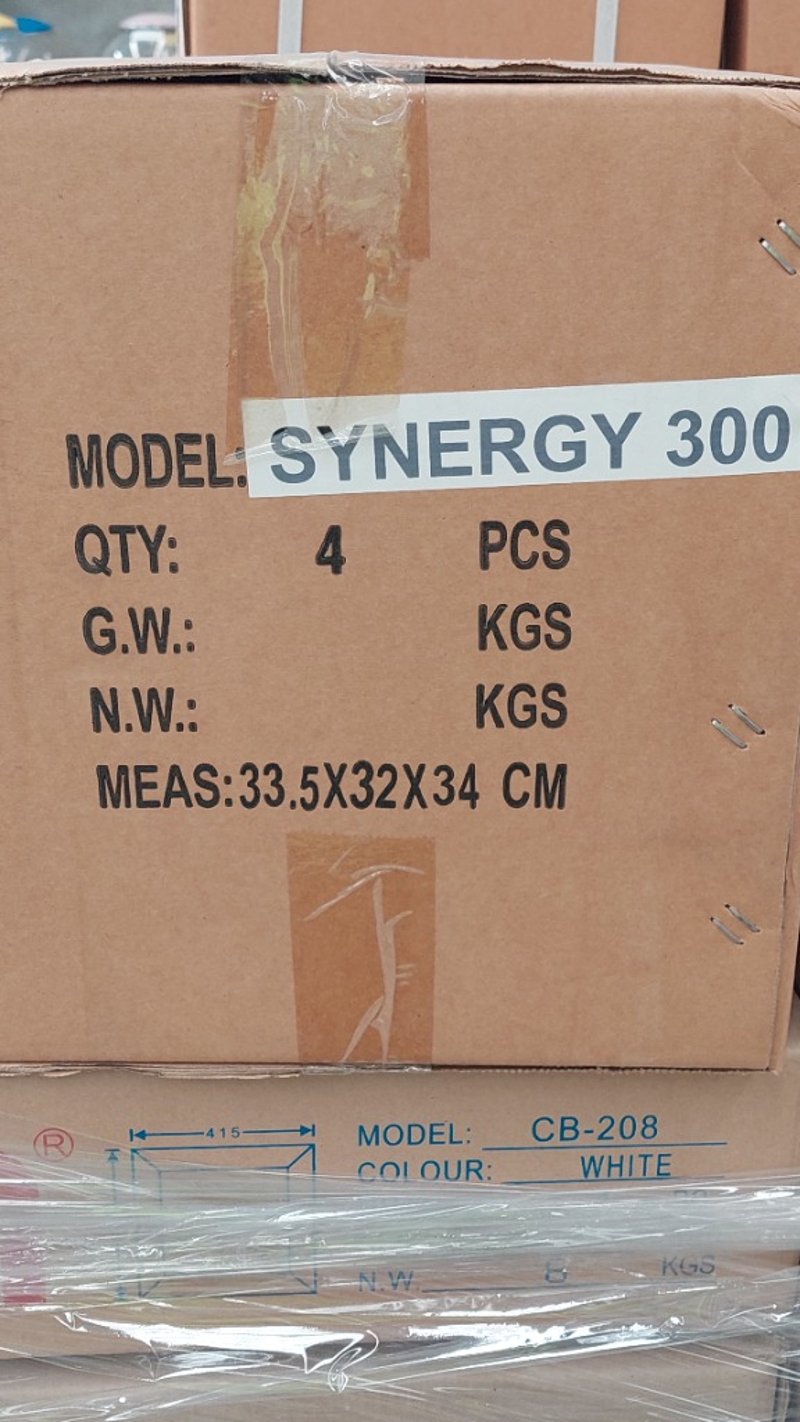 MODEL: SYNERGY 300
QTY: 4 PCS
G.W.: KGS
N.W.: KGS
MEAS:33.5X32X34 CM
®
415
MODEL: CB-208
COLOUR: WHITE
N.W. 8 KGS